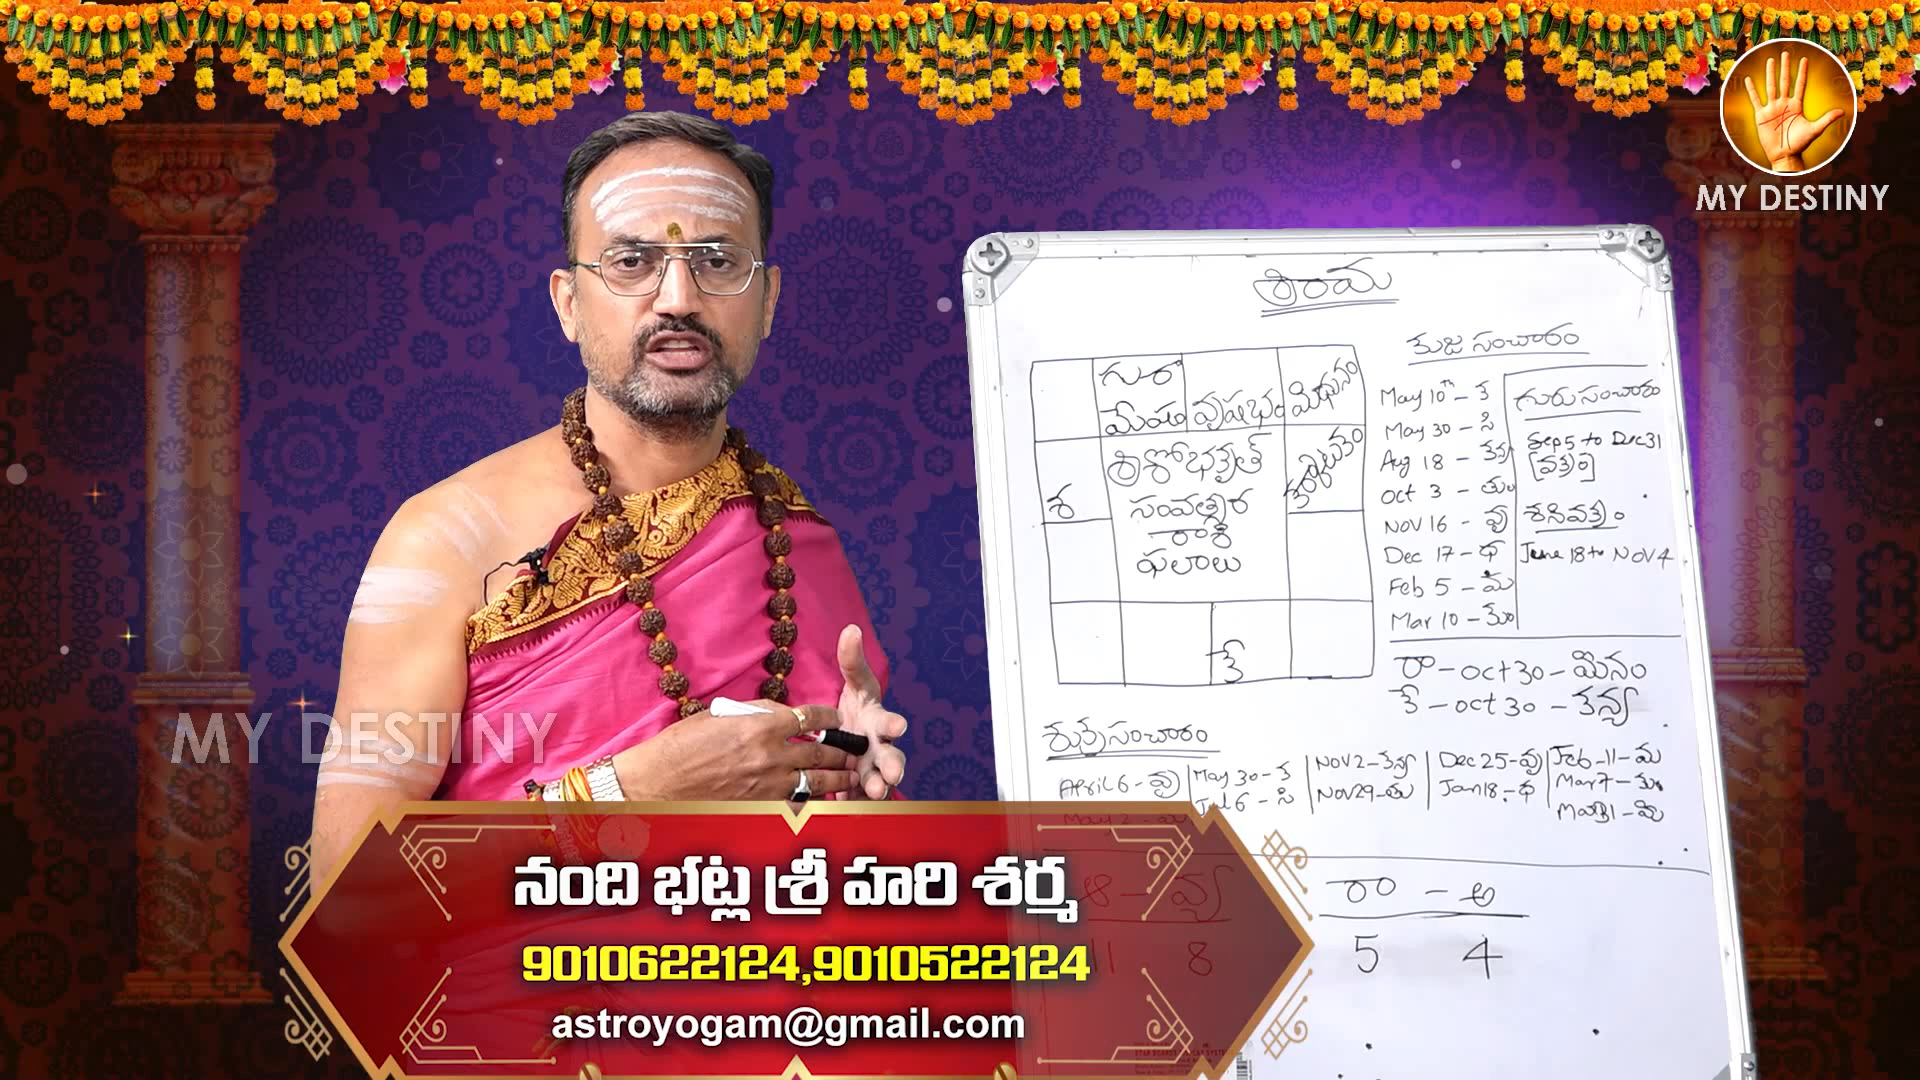 MY DESTINY
శ్రీరామ
కుజ సంచారం
May 10th - క
May 30 - సి
Aug 18 - కన్య
Oct 3 - తుం
Nov 16 - వృ
Dec 17 - ధ
Feb 5 - మ
Mar 10 - కుం
గురు సంచారం
Sep 5 to Dec 31
[వక్రం]
శని వక్రం
June 18 to Nov 4
గు రా
మేషం వృషభం మిథునం
కర్కాటకం
శ
శ్రీ శోభకృత్
సంవత్సర
రాశి
ఫలాలు
కే
రా - Oct 30 - మీనం
కే - Oct 30 - కన్య
శుక్ర సంచారం
April 6 - వృ
May 2 - మి
May 30 - క
Jul 6 - సి
Nov 2 - కన్య
Nov 29 - తు
Dec 25 - వృ
Jan 18 - ధ
Feb - 11 - మ
Mar 7 - కుం
Mar 31 - మీ
ఆ - వ్య
11 8
రా - అ
5 4
MY DESTINY
నంది భట్ల శ్రీ హరి శర్మ
9010622124,9010522124
astroyogam@gmail.com